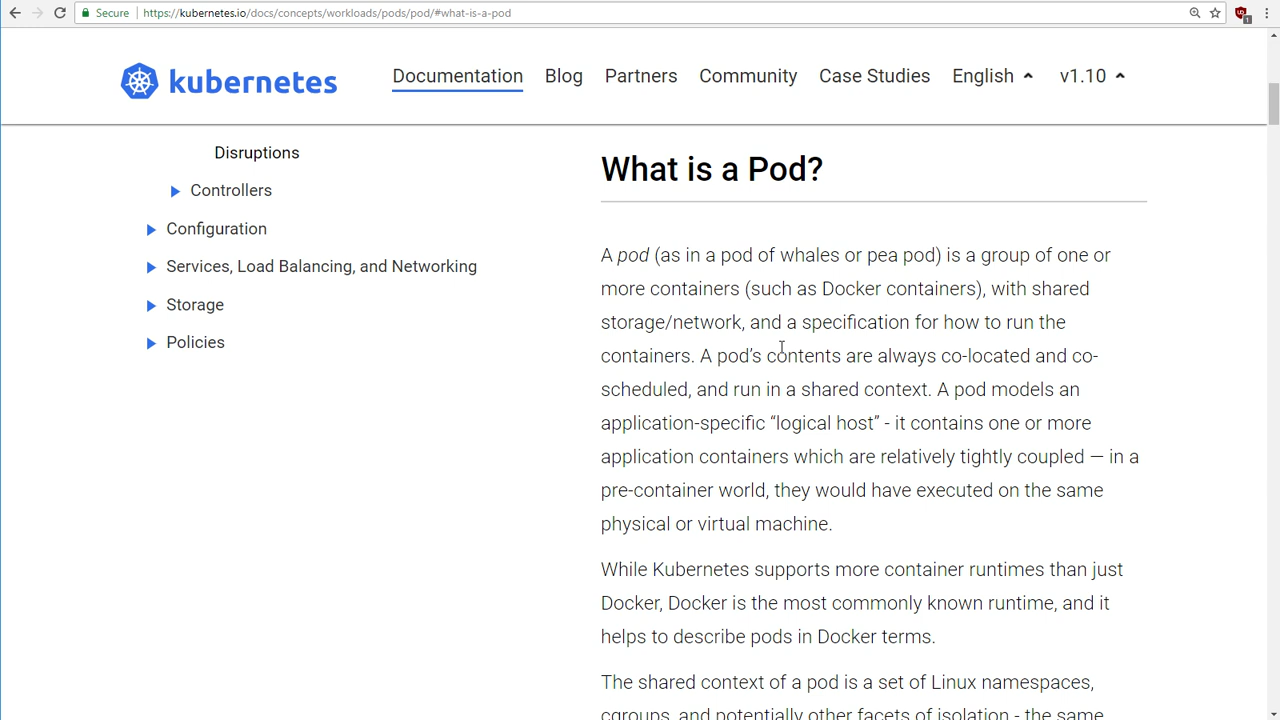 Secure https://kubernetes.io/docs/concepts/workloads/pods/pod/#what-is-a-pod
kubernetes Documentation Blog Partners Community Case Studies English v1.10
Disruptions
Controllers
Configuration
Services, Load Balancing, and Networking
Storage
Policies
What is a Pod?
A pod (as in a pod of whales or pea pod) is a group of one or
more containers (such as Docker containers), with shared
storage/network, and a specification for how to run the
containers. A pod’s contents are always co-located and co-
scheduled, and run in a shared context. A pod models an
application-specific “logical host” - it contains one or more
application containers which are relatively tightly coupled — in a
pre-container world, they would have executed on the same
physical or virtual machine.
While Kubernetes supports more container runtimes than just
Docker, Docker is the most commonly known runtime, and it
helps to describe pods in Docker terms.
The shared context of a pod is a set of Linux namespaces,
cgroups, and potentially other facets of isolation - the same